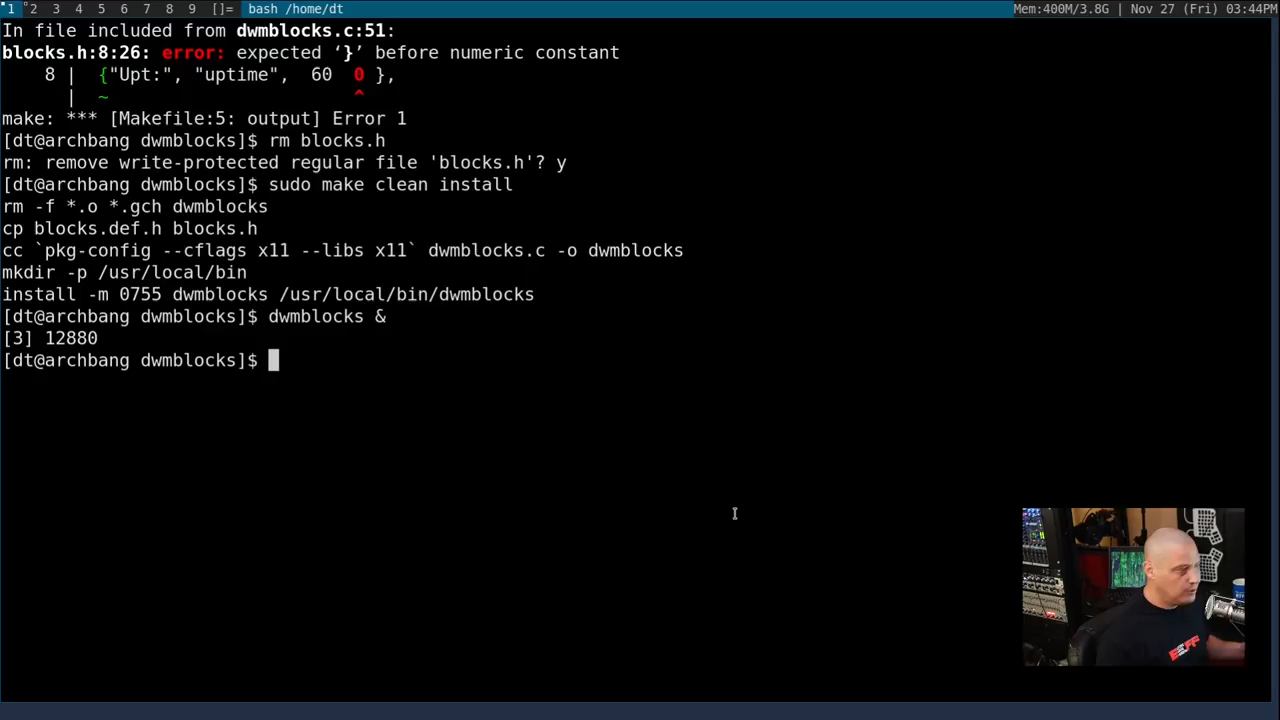 1 2 3 4 5 6 7 8 9 []= bash /home/dt Mem:400M/3.8G | Nov 27 (Fri) 03:44PM
In file included from dwmblocks.c:51:
blocks.h:8:26: error: expected ‘}’ before numeric constant
8 | {"Upt:", "uptime", 60 0 },
| ~ ^
make: *** [Makefile:5: output] Error 1
[dt@archbang dwmblocks]$ rm blocks.h
rm: remove write-protected regular file 'blocks.h'? y
[dt@archbang dwmblocks]$ sudo make clean install
rm -f *.o *.gch dwmblocks
cp blocks.def.h blocks.h
cc `pkg-config --cflags x11 --libs x11` dwmblocks.c -o dwmblocks
mkdir -p /usr/local/bin
install -m 0755 dwmblocks /usr/local/bin/dwmblocks
[dt@archbang dwmblocks]$ dwmblocks &
[3] 12880
[dt@archbang dwmblocks]$